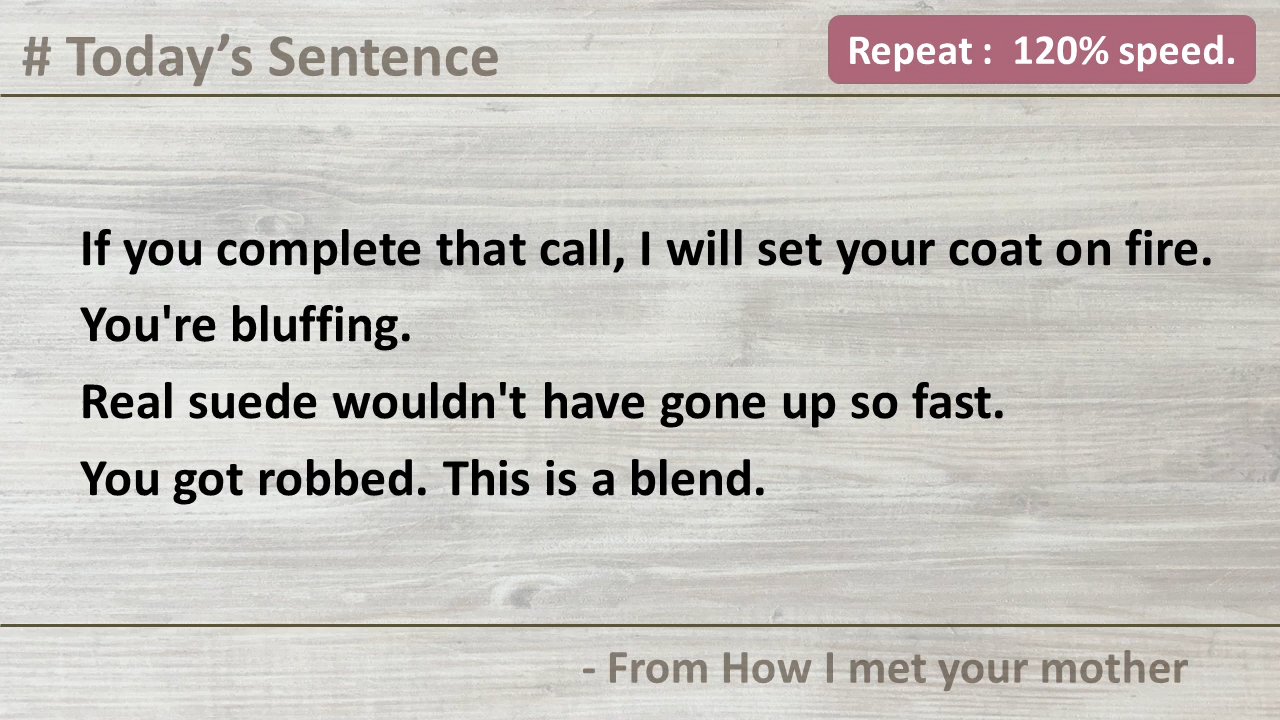 # Today’s Sentence
Repeat : 120% speed.
If you complete that call, I will set your coat on fire.
You're bluffing.
Real suede wouldn't have gone up so fast.
You got robbed. This is a blend.
- From How I met your mother